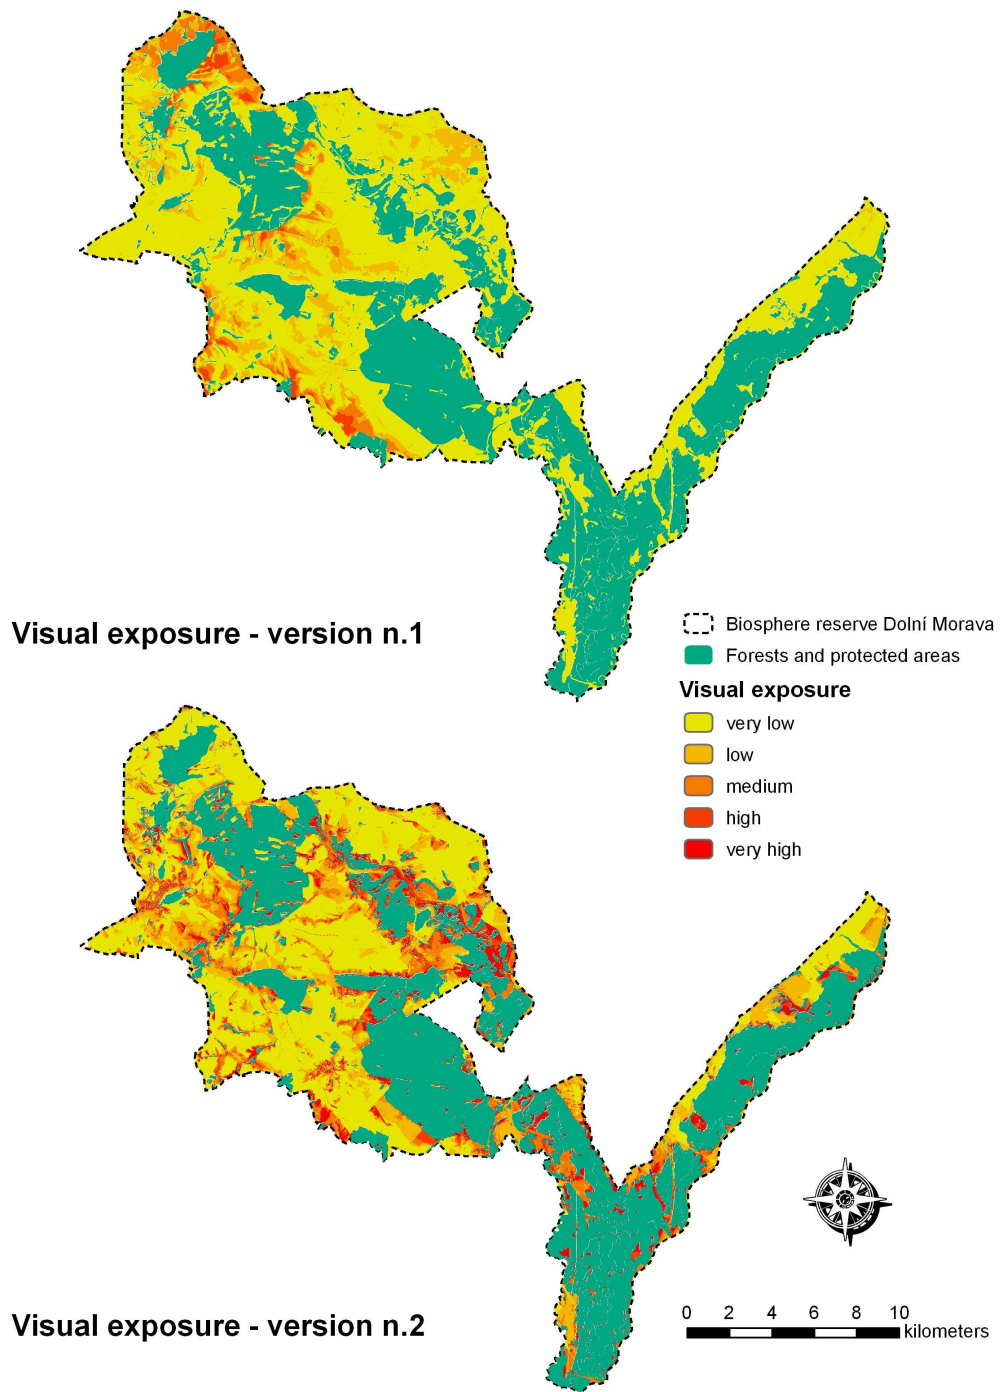 Visual exposure - version n.1
Biosphere reserve Dolní Morava
Forests and protected areas
Visual exposure
very low
low
medium
high
very high
Visual exposure - version n.2
0 2 4 6 8 10
kilometers